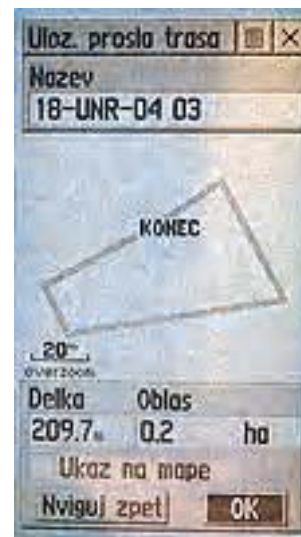 Uloz. prosla trasa
Nazev
18-UNR-04 03
KONEC
20m
overzoom
Delka Oblas
209.7m 0.2 ha
Ukaz na mape
Nviguj zpet OK